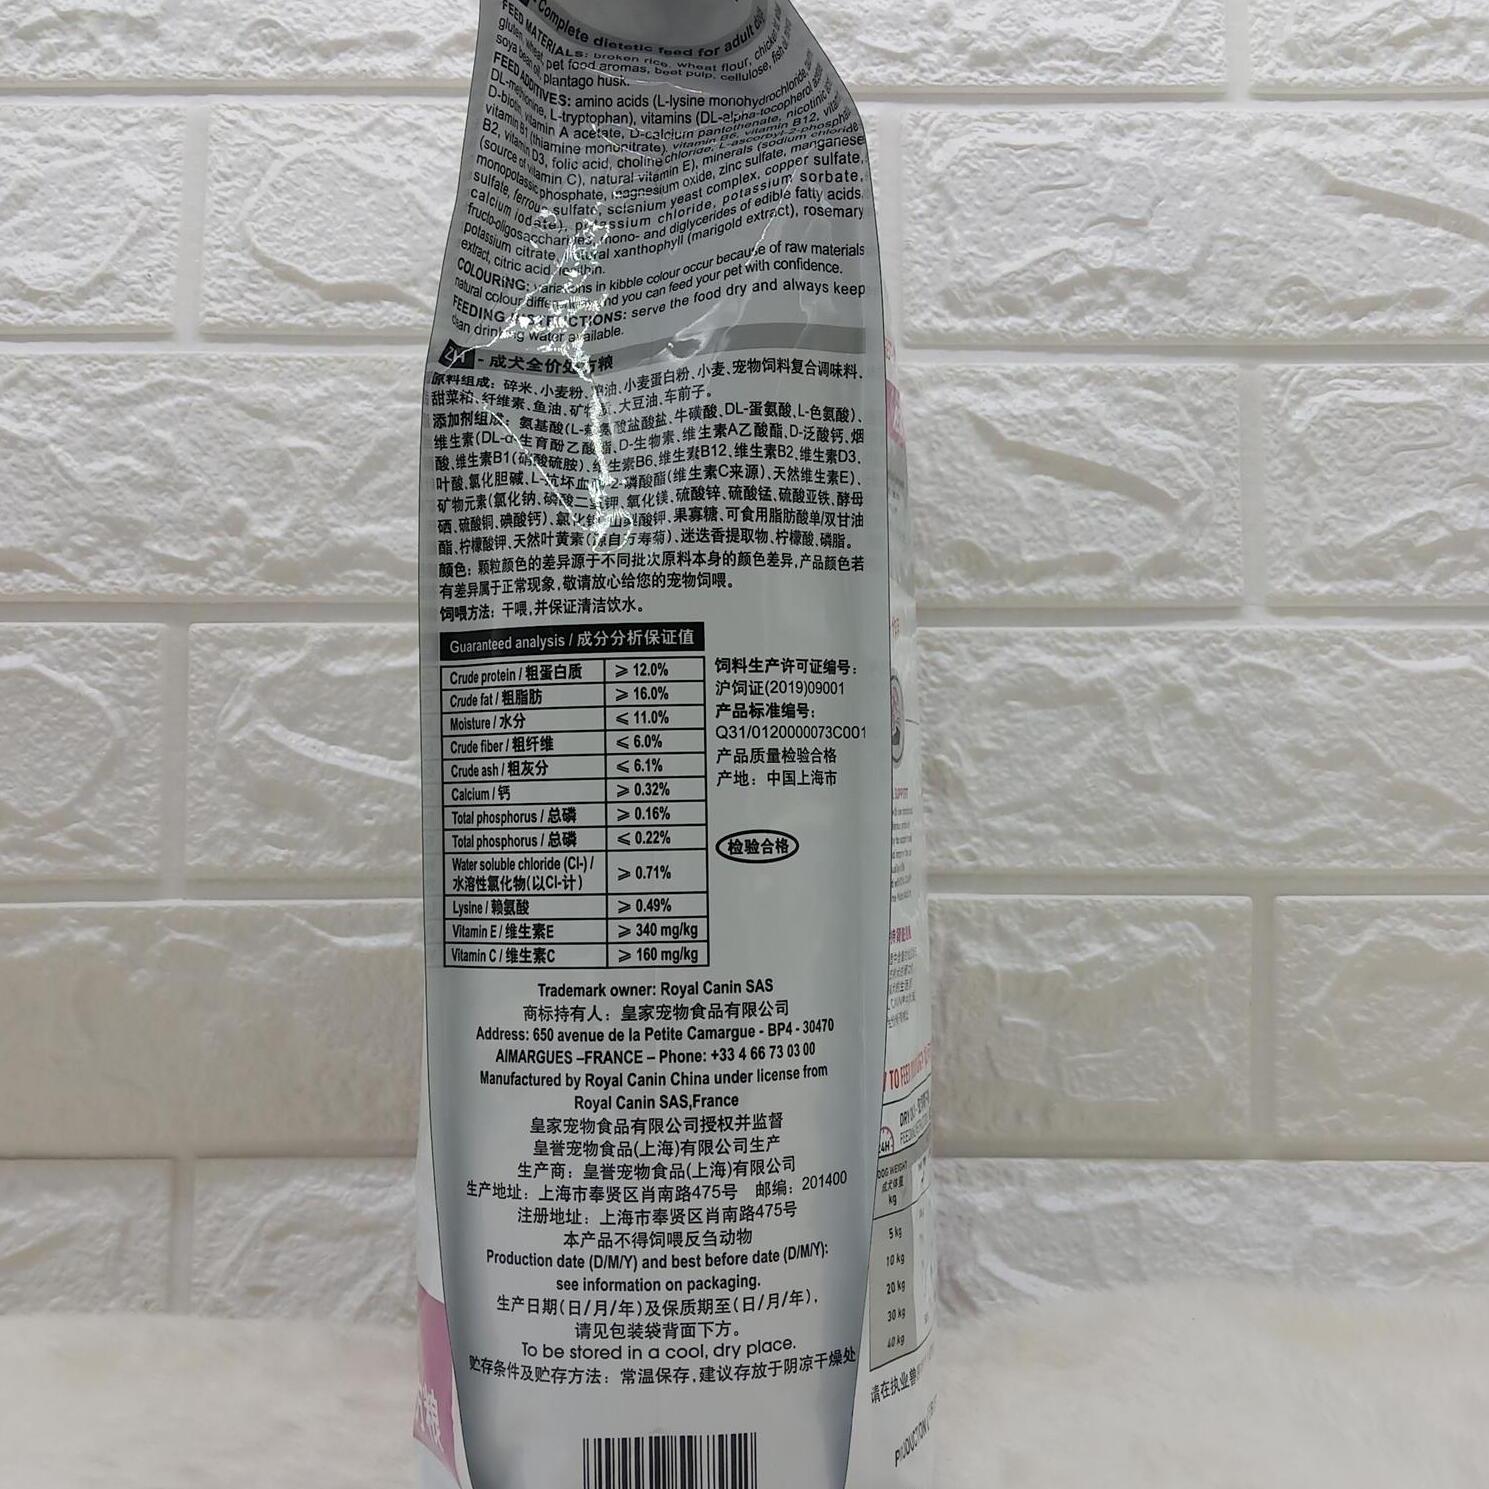 - Complete dietetic feed for adult dogs
FEED MATERIALS: broken rice, wheat flour, chicken
gluten, wheat, pet food aromas, beet pulp, cellulose, fish oil,
soya bean oil, plantago husk.
FEED ADDITIVES: amino acids (L-lysine monohydrochloride,
DL-methionine, L-tryptophan), vitamins (DL-alpha-tocopherol
D-biotin, vitamin A acetate, D-calcium pantothenate, nicotinic
vitamin B1 (thiamine mononitrate), vitamin B6, vitamin B12,
B2, vitamin D3, folic acid, choline chloride, L-ascorbyl-2-phosphate
(source of vitamin C), natural vitamin E), minerals (sodium chloride
monopotassic phosphate, magnesium oxide, zinc sulfate, manganese
sulfate, ferrous sulfate, selenium yeast complex, copper sulfate,
calcium iodate), potassium chloride, potassium sorbate,
fructo-oligosaccharides, mono- and diglycerides of edible fatty acids,
potassium citrate, natural xanthophyll (marigold extract), rosemary
extract, citric acid, lecithin.
COLOURING: variations in kibble colour occur because of raw materials
natural colour differences and you can feed your pet with confidence.
FEEDING INSTRUCTIONS: serve the food dry and always keep
clean drinking water available.
24H - 成犬全价处方粮
原料组成：碎米、小麦粉、油、小麦蛋白粉、小麦、宠物饲料复合调味料、
甜菜粕、纤维素、鱼油、矿物质、大豆油、车前子。
添加剂组成：氨基酸(L-赖氨酸盐酸盐、牛磺酸、DL-蛋氨酸、L-色氨酸)、
维生素(DL-α-生育酚乙酸酯、D-生物素、维生素A乙酸酯、D-泛酸钙、烟
酸、维生素B1(硝酸硫胺)、维生素B6、维生素B12、维生素B2、维生素D3、
叶酸、氯化胆碱、L-抗坏血酸-2-磷酸酯(维生素C来源)、天然维生素E)、
矿物元素(氯化钠、磷酸二氢钾、氧化镁、硫酸锌、硫酸锰、硫酸亚铁、酵母
硒、硫酸铜、碘酸钙)、氯化钾、山梨酸钾、果寡糖、可食用脂肪酸单/双甘油
酯、柠檬酸钾、天然叶黄素(源自万寿菊)、迷迭香提取物、柠檬酸、磷脂。
颜色：颗粒颜色的差异源于不同批次原料本身的颜色差异,产品颜色若
有差异属于正常现象,敬请放心给您的宠物饲喂。
饲喂方法：干喂,并保证清洁饮水。
Guaranteed analysis / 成分分析保证值
Crude protein / 粗蛋白质 ⩾ 12.0%
Crude fat / 粗脂肪 ⩾ 16.0%
Moisture / 水分 ⩽ 11.0%
Crude fiber / 粗纤维 ⩽ 6.0%
Crude ash / 粗灰分 ⩽ 6.1%
Calcium / 钙 ⩾ 0.32%
Total phosphorus / 总磷 ⩾ 0.16%
Total phosphorus / 总磷 ⩽ 0.22%
Water soluble chloride (Cl-) /
水溶性氯化物(以Cl-计) ⩾ 0.71%
Lysine / 赖氨酸 ⩾ 0.49%
Vitamin E / 维生素E ⩾ 340 mg/kg
Vitamin C / 维生素C ⩾ 160 mg/kg
饲料生产许可证编号：
沪饲证(2019)09001
产品标准编号：
Q31/0120000073C001
产品质量检验合格
产地：中国上海市
检验合格
Trademark owner: Royal Canin SAS
商标持有人：皇家宠物食品有限公司
Address: 650 avenue de la Petite Camargue - BP4 - 30470
AIMARGUES –FRANCE – Phone: +33 4 66 73 03 00
Manufactured by Royal Canin China under license from
Royal Canin SAS,France
皇家宠物食品有限公司授权并监督
皇誉宠物食品(上海)有限公司生产
生产商：皇誉宠物食品(上海)有限公司
生产地址：上海市奉贤区肖南路475号 邮编：201400
注册地址：上海市奉贤区肖南路475号
本产品不得饲喂反刍动物
Production date (D/M/Y) and best before date (D/M/Y):
see information on packaging.
生产日期(日/月/年)及保质期至(日/月/年)，
请见包装袋背面下方。
To be stored in a cool, dry place.
贮存条件及贮存方法：常温保存,建议存放于阴凉干燥处
TO FEED
24H
DOG WEIGHT
成犬体重
kg
5 kg
10 kg
20 kg
30 kg
40 kg
请在执业兽
PRODUCTION
方粮